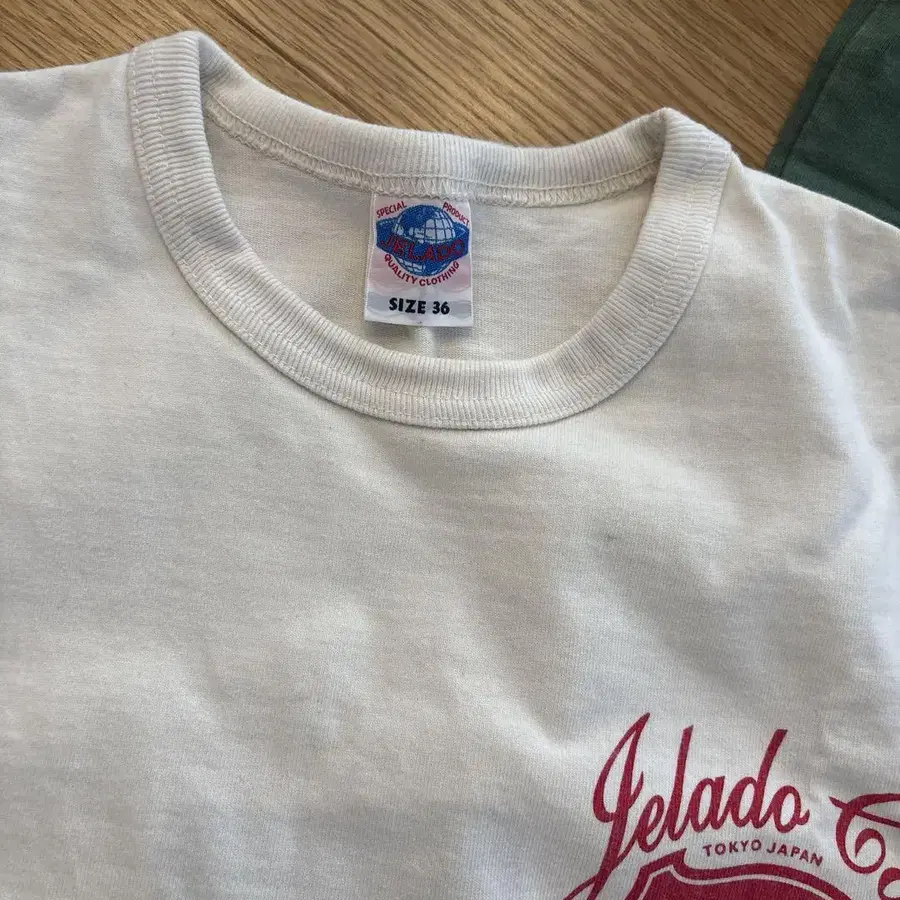 SPECIAL PRODUCT
JELADO
QUALITY CLOTHING
SIZE 36
Jelado
TOKYO JAPAN